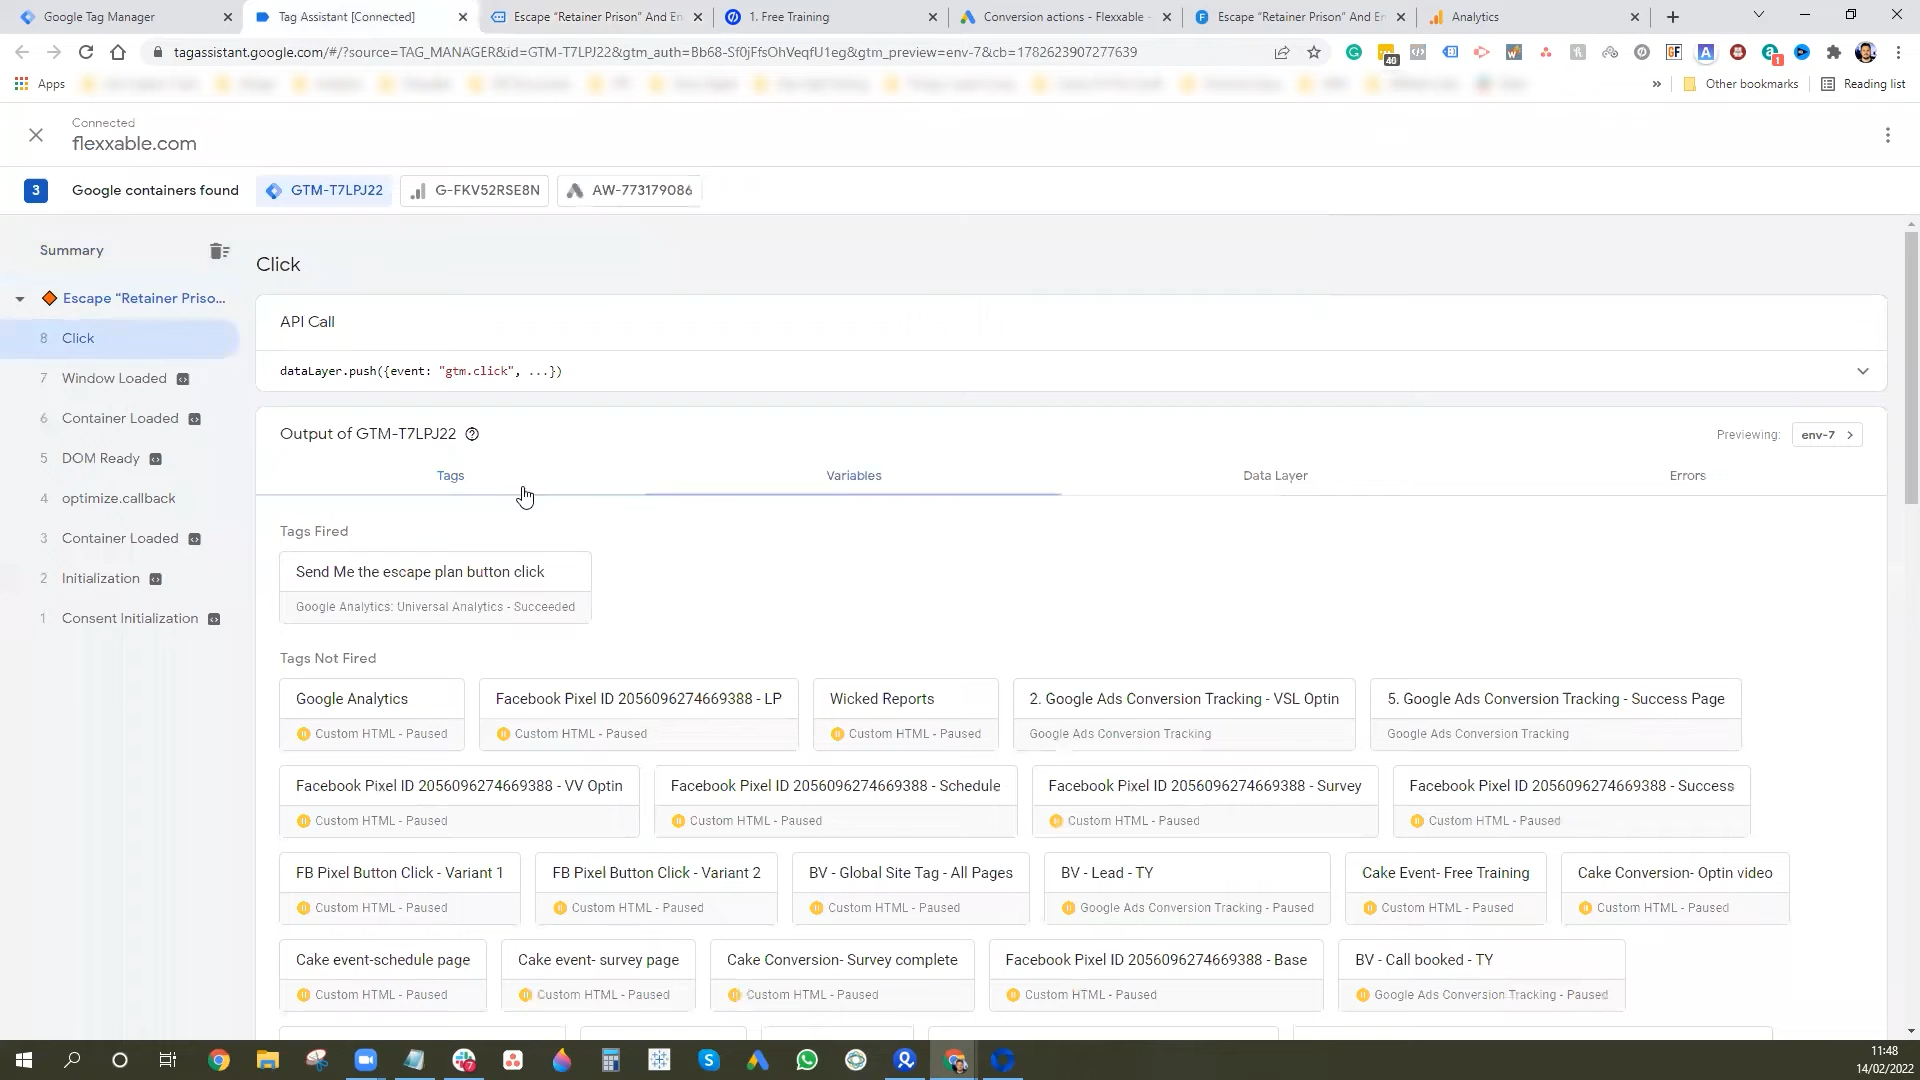 Google Tag Manager
Tag Assistant [Connected]
Escape “Retainer Prison” And En
1. Free Training
Conversion actions - Flexxable -
Escape “Retainer Prison” And En
Analytics
tagassistant.google.com/#/?source=TAG_MANAGER&id=GTM-T7LPJ22&gtm_auth=Bb68-Sf0jFfsOhVeqfU1eg&gtm_preview=env-7&cb=1782623907277639
Apps
Other bookmarks
Reading list
Connected
flexxable.com
3 Google containers found GTM-T7LPJ22 G-FKV52RSE8N AW-773179086
Summary
Escape “Retainer Priso...
8 Click
7 Window Loaded
6 Container Loaded
5 DOM Ready
4 optimize.callback
3 Container Loaded
2 Initialization
1 Consent Initialization
Click
API Call
dataLayer.push({event: "gtm.click", ...})
Output of GTM-T7LPJ22
Previewing: env-7
Tags Variables Data Layer Errors
Tags Fired
Send Me the escape plan button click
Google Analytics: Universal Analytics - Succeeded
Tags Not Fired
Google Analytics
Custom HTML - Paused
Facebook Pixel ID 2056096274669388 - LP
Custom HTML - Paused
Wicked Reports
Custom HTML - Paused
2. Google Ads Conversion Tracking - VSL Optin
Google Ads Conversion Tracking
5. Google Ads Conversion Tracking - Success Page
Google Ads Conversion Tracking
Facebook Pixel ID 2056096274669388 - VV Optin
Custom HTML - Paused
Facebook Pixel ID 2056096274669388 - Schedule
Custom HTML - Paused
Facebook Pixel ID 2056096274669388 - Survey
Custom HTML - Paused
Facebook Pixel ID 2056096274669388 - Success
Custom HTML - Paused
FB Pixel Button Click - Variant 1
Custom HTML - Paused
FB Pixel Button Click - Variant 2
Custom HTML - Paused
BV - Global Site Tag - All Pages
Custom HTML - Paused
BV - Lead - TY
Google Ads Conversion Tracking - Paused
Cake Event- Free Training
Custom HTML - Paused
Cake Conversion- Optin video
Custom HTML - Paused
Cake event-schedule page
Custom HTML - Paused
Cake event- survey page
Custom HTML - Paused
Cake Conversion- Survey complete
Custom HTML - Paused
Facebook Pixel ID 2056096274669388 - Base
Custom HTML - Paused
BV - Call booked - TY
Google Ads Conversion Tracking - Paused
11:48
14/02/2022